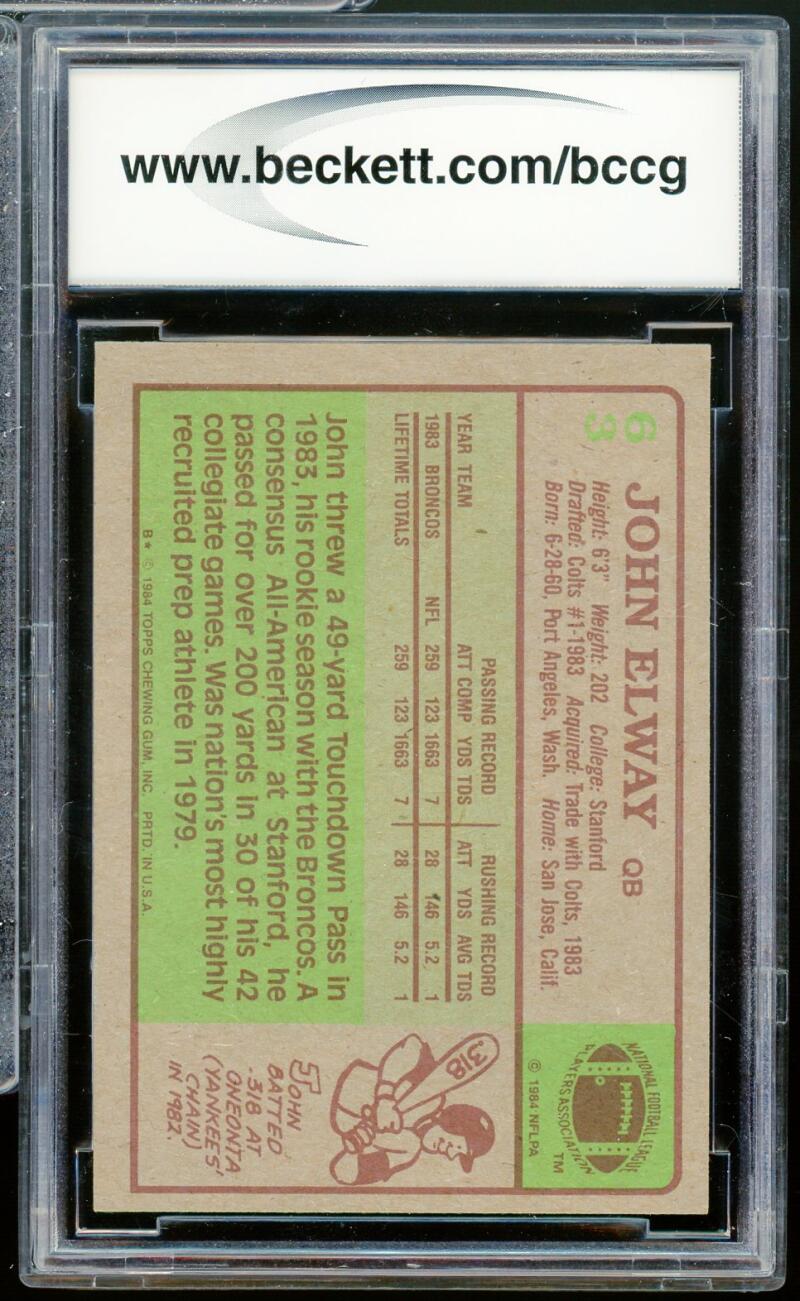 www.beckett.com/bccg
63
JOHN ELWAY QB
Height: 6'3" Weight: 202 College: Stanford
Drafted: Colts #1-1983 Acquired: Trade with Colts, 1983
Born: 6-28-60, Port Angeles, Wash. Home: San Jose, Calif.
NATIONAL FOOTBALL LEAGUE
PLAYERS ASSOCIATION
TM
© 1984 NFLPA
PASSING RECORD RUSHING RECORD
YEAR TEAM ATT COMP YDS TDS ATT YDS AVG TDS
1983 BRONCOS NFL 259 123 1663 7 28 146 5.2 1
LIFETIME TOTALS 259 123 1663 7 28 146 5.2 1
John threw a 49-yard Touchdown Pass in
1983, his rookie season with the Broncos. A
consensus All-American at Stanford, he
passed for over 200 yards in 30 of his 42
collegiate games. Was nation's most highly
recruited prep athlete in 1979.
318
JOHN
BATTED
.318 AT
ONEONTA
(YANKEES'
CHAIN)
IN 1982.
B* © 1984 TOPPS CHEWING GUM, INC. PRTD. IN U.S.A.